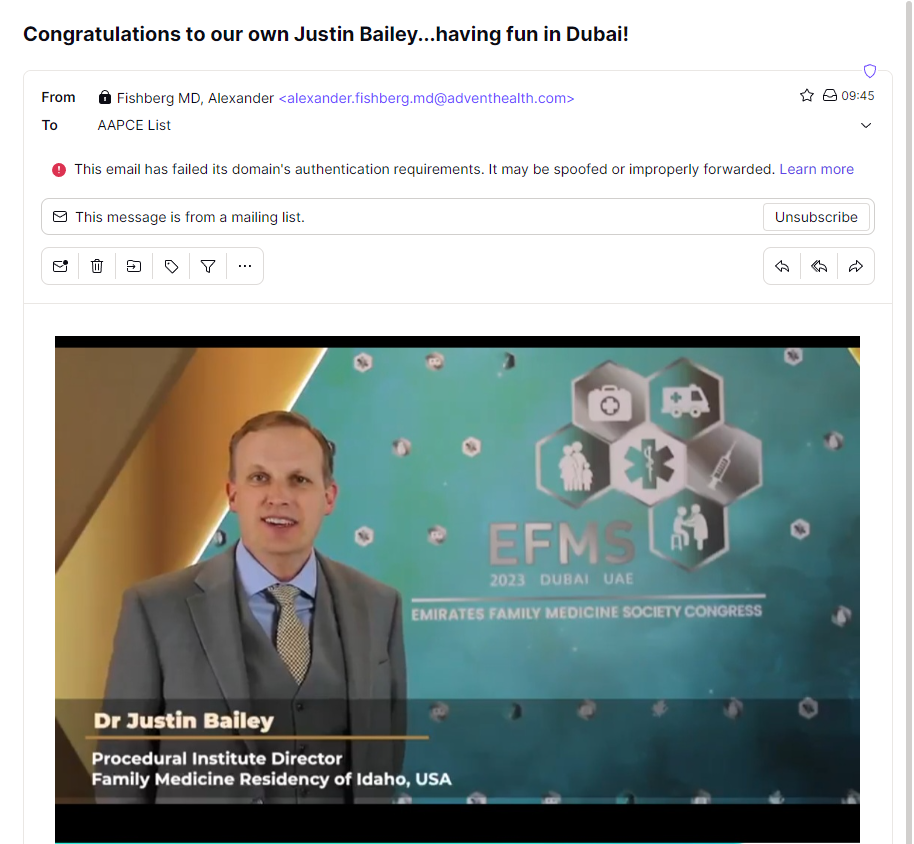 Congratulations to our own Justin Bailey...having fun in Dubai!
From Fishberg MD, Alexander <alexander.fishberg.md@adventhealth.com> 09:45
To AAPCE List
This email has failed its domain's authentication requirements. It may be spoofed or improperly forwarded. Learn more
This message is from a mailing list. Unsubscribe
EFMS
2023 DUBAI UAE
EMIRATES FAMILY MEDICINE SOCIETY CONGRESS
Dr Justin Bailey
Procedural Institute Director
Family Medicine Residency of Idaho, USA